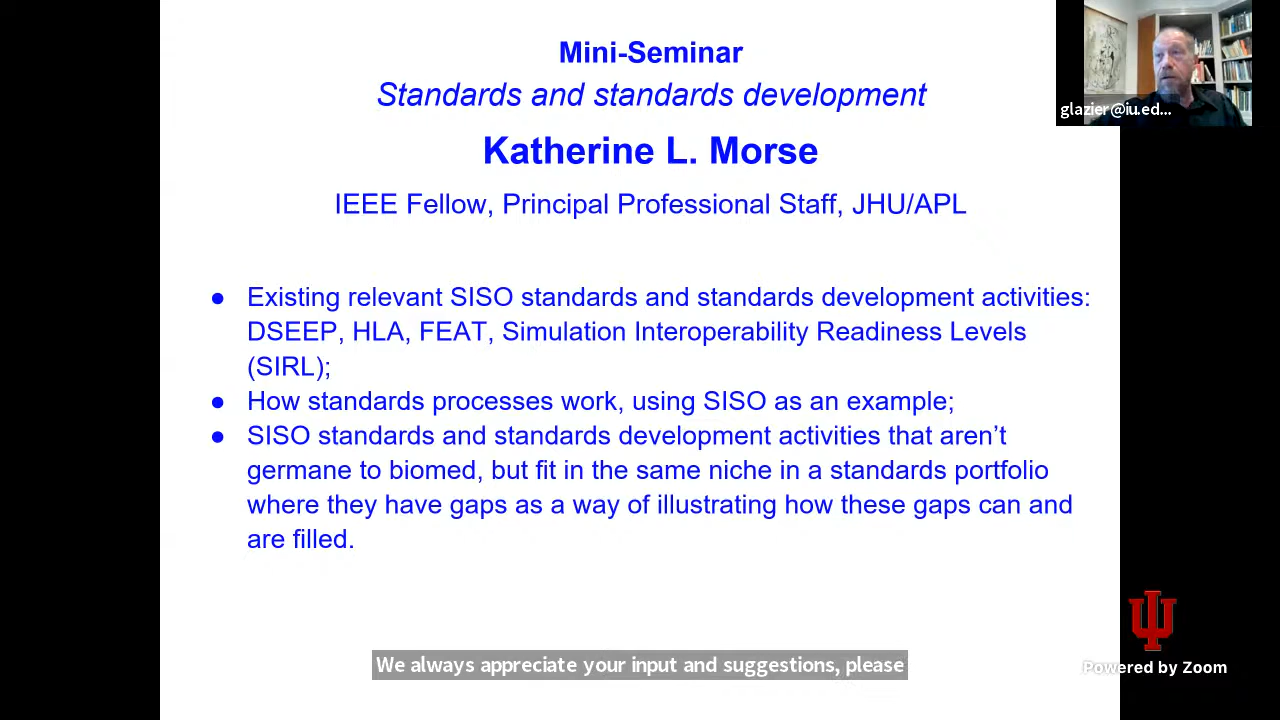 Mini-Seminar
Standards and standards development
Katherine L. Morse
IEEE Fellow, Principal Professional Staff, JHU/APL
● Existing relevant SISO standards and standards development activities:
DSEEP, HLA, FEAT, Simulation Interoperability Readiness Levels
(SIRL);
● How standards processes work, using SISO as an example;
● SISO standards and standards development activities that aren’t
germane to biomed, but fit in the same niche in a standards portfolio
where they have gaps as a way of illustrating how these gaps can and
are filled.
glazier@iu.ed...
We always appreciate your input and suggestions, please
Powered by Zoom